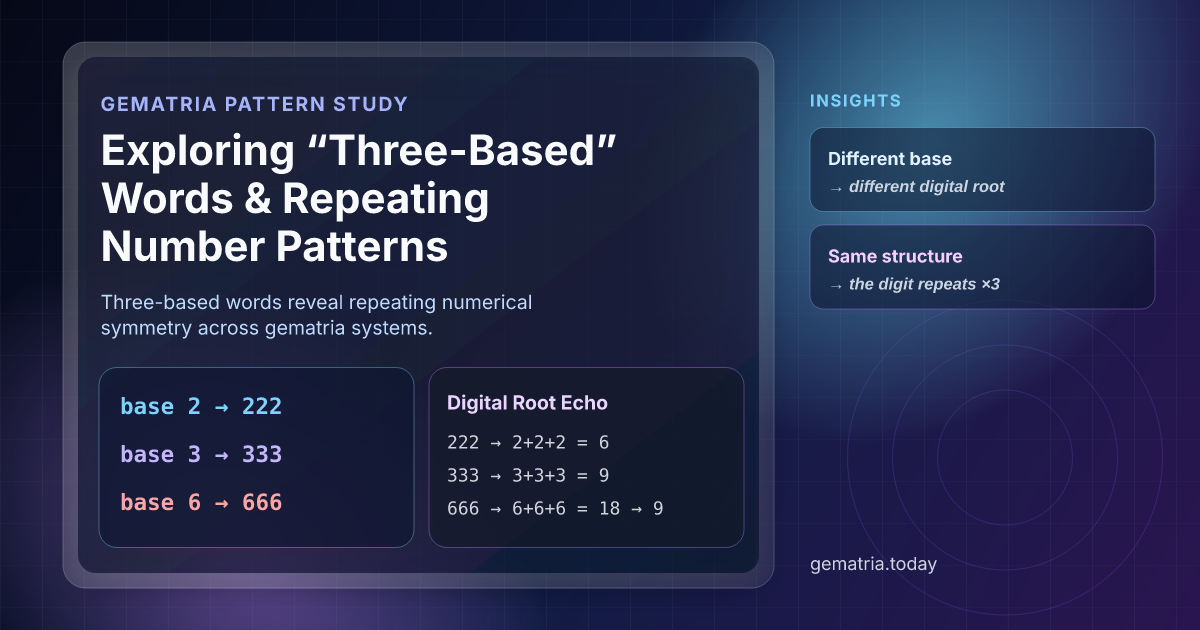 GEMATRIA PATTERN STUDY
Exploring “Three-Based”
Words & Repeating
Number Patterns
Three-based words reveal repeating numerical
symmetry across gematria systems.
base 2 → 222
base 3 → 333
base 6 → 666
Digital Root Echo
222 → 2+2+2 = 6
333 → 3+3+3 = 9
666 → 6+6+6 = 18 → 9
INSIGHTS
Different base
→ different digital root
Same structure
→ the digit repeats ×3
gematria.today